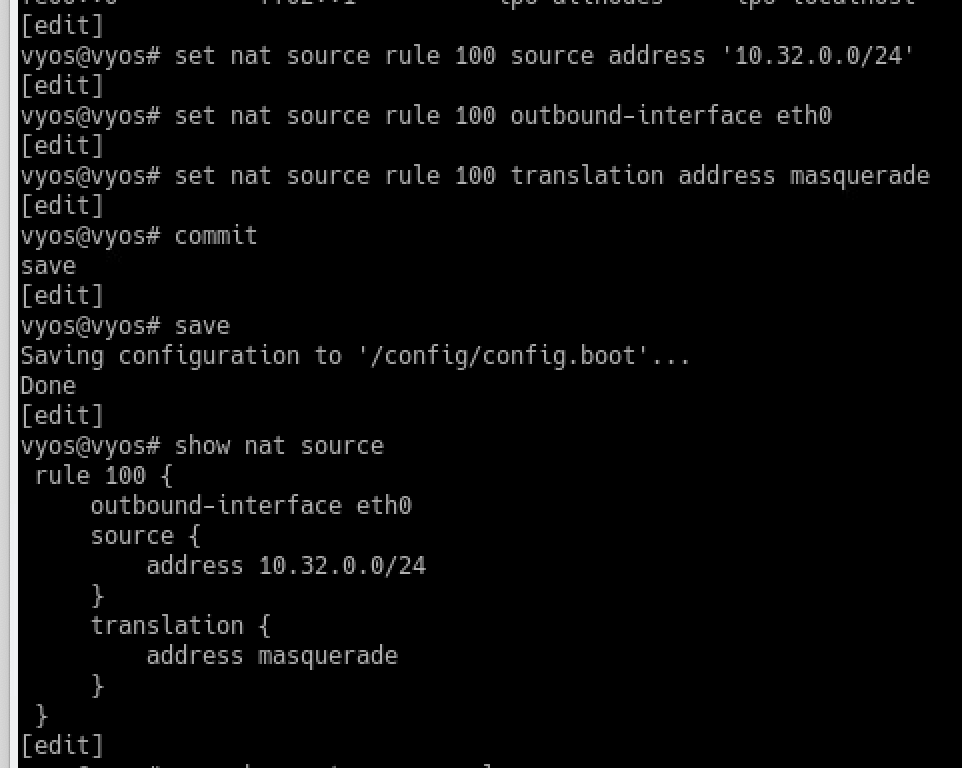 [edit]
vyos@vyos# set nat source rule 100 source address '10.32.0.0/24'
[edit]
vyos@vyos# set nat source rule 100 outbound-interface eth0
[edit]
vyos@vyos# set nat source rule 100 translation address masquerade
[edit]
vyos@vyos# commit
save
[edit]
vyos@vyos# save
Saving configuration to '/config/config.boot'...
Done
[edit]
vyos@vyos# show nat source
rule 100 {
outbound-interface eth0
source {
address 10.32.0.0/24
}
translation {
address masquerade
}
}
[edit]